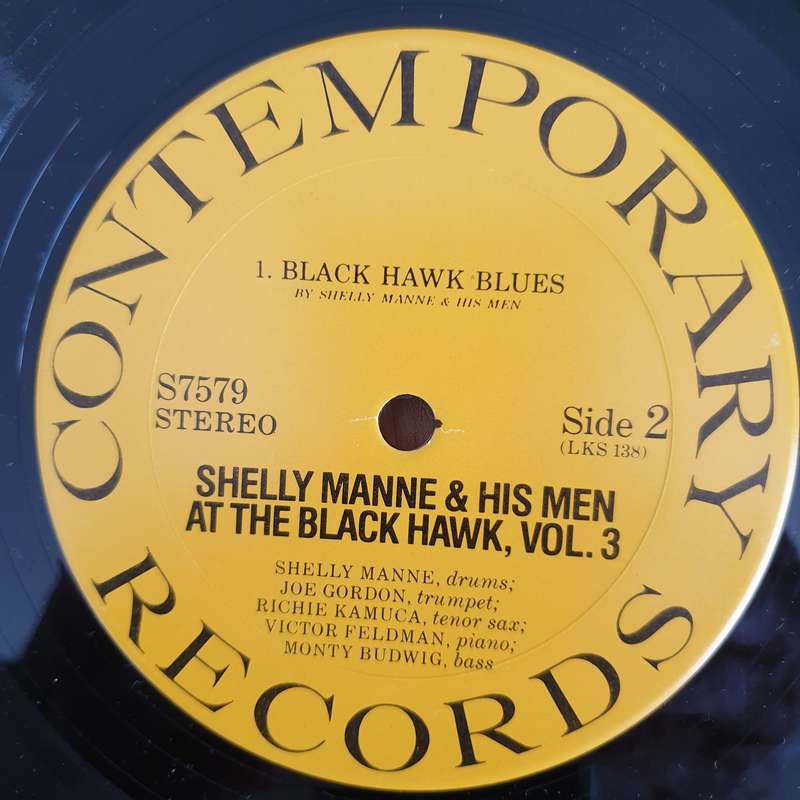 CONTEMPORARY
1. BLACK HAWK BLUES
BY SHELLY MANNE & HIS MEN
S7579
STEREO
Side 2
(LKS 138)
SHELLY MANNE & HIS MEN
AT THE BLACK HAWK, VOL. 3
SHELLY MANNE, drums;
JOE GORDON, trumpet;
RICHIE KAMUCA, tenor sax;
VICTOR FELDMAN, piano;
MONTY BUDWIG, bass
RECORDS